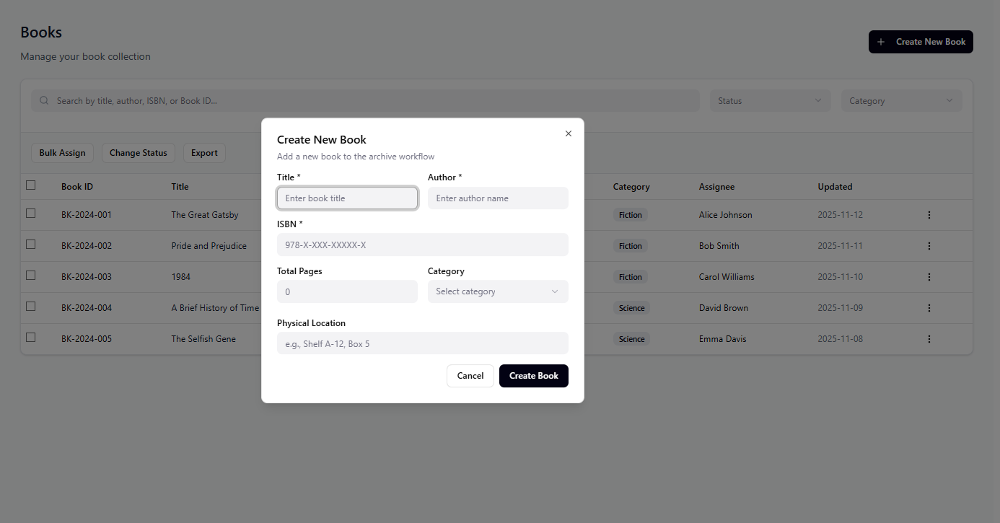 Books
Manage your book collection
Create New Book
Search by title, author, ISBN, or Book ID...
Status
Category
Bulk Assign
Change Status
Export
Book ID
Title
Category
Assignee
Updated
BK-2024-001
The Great Gatsby
Fiction
Alice Johnson
2025-11-12
BK-2024-002
Pride and Prejudice
Fiction
Bob Smith
2025-11-11
BK-2024-003
1984
Fiction
Carol Williams
2025-11-10
BK-2024-004
A Brief History of Time
Science
David Brown
2025-11-09
BK-2024-005
The Selfish Gene
Science
Emma Davis
2025-11-08
Create New Book
Add a new book to the archive workflow
Title *
Author *
Enter book title
Enter author name
ISBN *
978-X-XXX-XXXXX-X
Total Pages
Category
0
Select category
Physical Location
e.g., Shelf A-12, Box 5
Cancel
Create Book